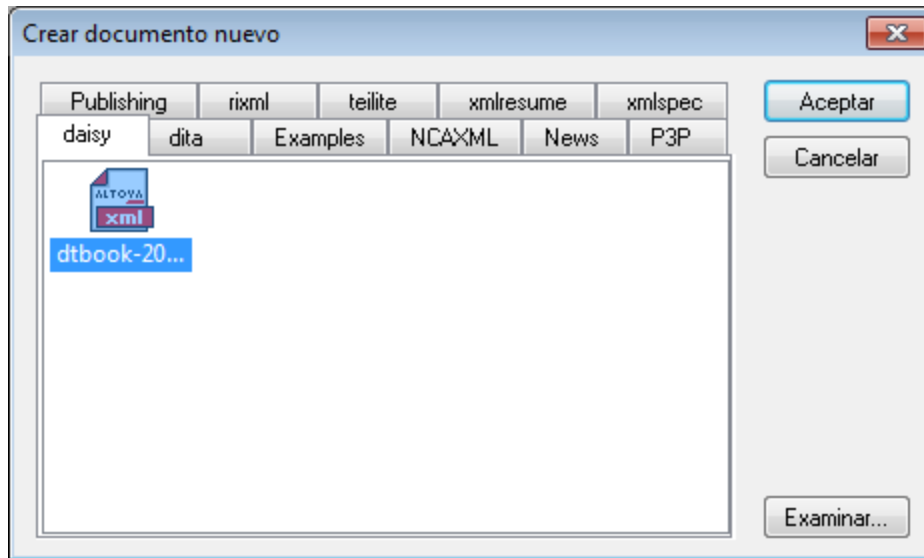 Crear documento nuevo
Publishing rixml teilite xmlresume xmlspec
daisy dita Examples NCAXML News P3P
Aceptar
Cancelar
ALTOVA
xml
dtbook-20...
Examinar...